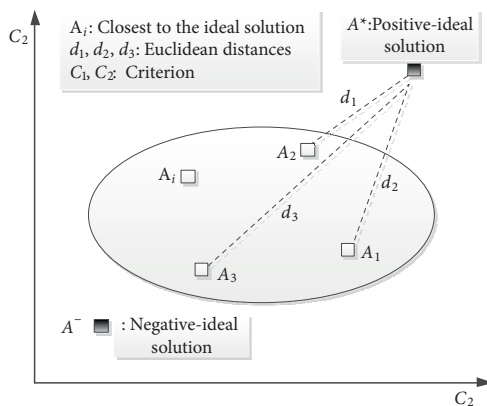 C₂
Aᵢ: Closest to the ideal solution
d₁, d₂, d₃: Euclidean distances
C₁, C₂: Criterion
A*:Positive-ideal
solution
d₁
A₂
Aᵢ
d₂
d₃
A₁
A₃
A⁻ : Negative-ideal
solution
C₂